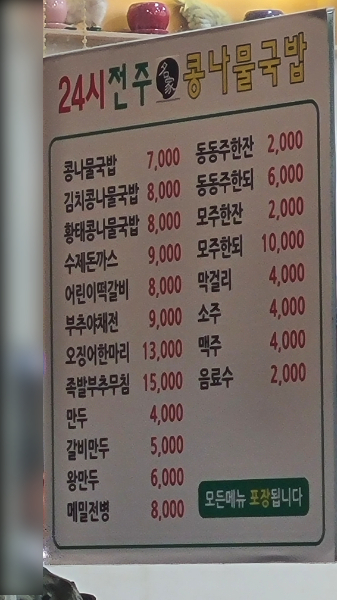 24시전주 名家 콩나물국밥
콩나물국밥 7,000
김치콩나물국밥 8,000
황태콩나물국밥 8,000
수제돈까스 9,000
어린이떡갈비 8,000
부추야채전 9,000
오징어한마리 13,000
족발부추무침 15,000
만두 4,000
갈비만두 5,000
왕만두 6,000
메밀전병 8,000
동동주한잔 2,000
동동주한되 6,000
모주한잔 2,000
모주한되 10,000
막걸리 4,000
소주 4,000
맥주 4,000
음료수 2,000
모든메뉴 포장됩니다